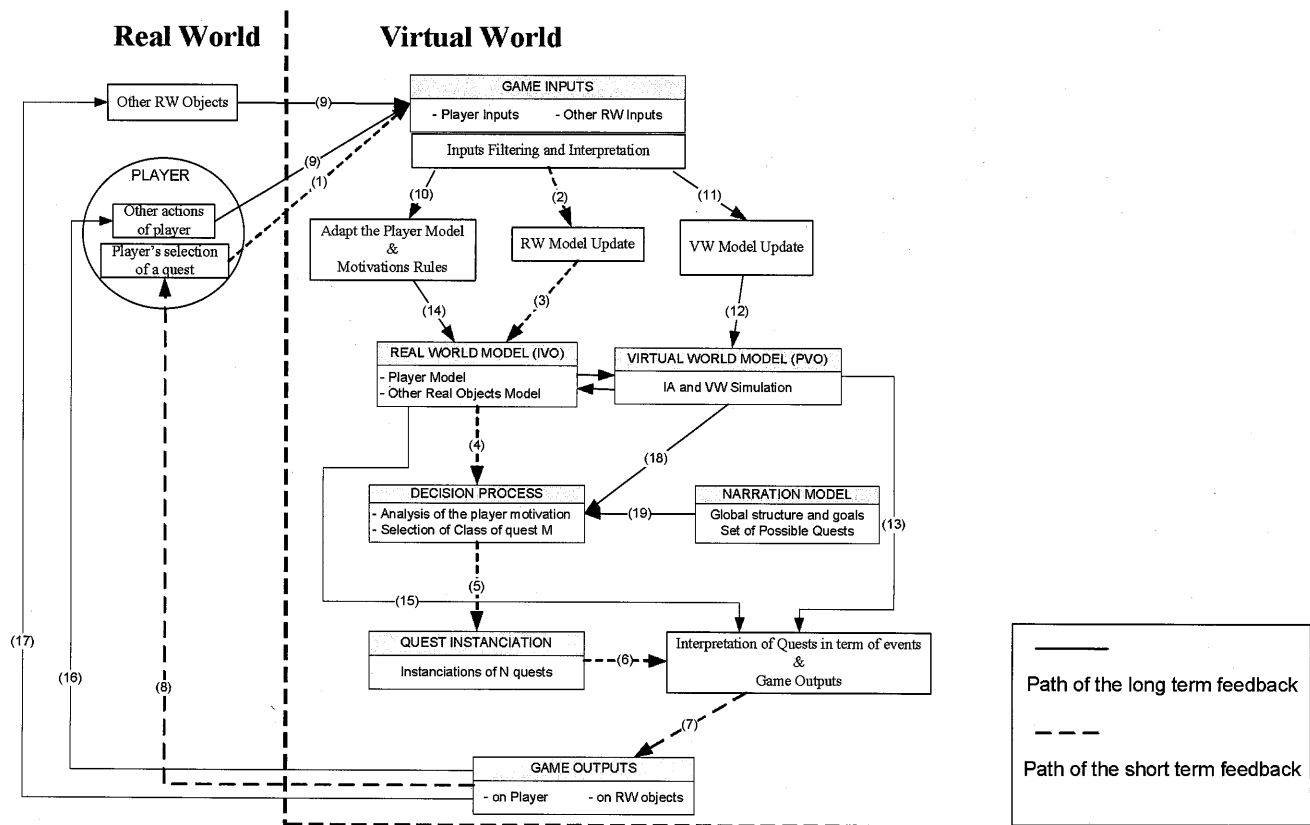 Real World
Virtual World
Other RW Objects
(9)
GAME INPUTS
- Player Inputs - Other RW Inputs
Inputs Filtering and Interpretation
PLAYER
(9)
(1)
Other actions
of player
Player's selection
of a quest
(10)
(2)
(11)
Adapt the Player Model
&
Motivations Rules
RW Model Update
VW Model Update
(14)
(3)
(12)
REAL WORLD MODEL (IVO)
- Player Model
- Other Real Objects Model
VIRTUAL WORLD MODEL (PVO)
IA and VW Simulation
(4)
(18)
DECISION PROCESS
- Analysis of the player motivation
- Selection of Class of quest M
(19)
NARRATION MODEL
Global structure and goals
Set of Possible Quests
(13)
(5)
(15)
QUEST INSTANCIATION
Instanciations of N quests
(6)
Interpretation of Quests in term of events
&
Game Outputs
(17)
(16)
(8)
(7)
GAME OUTPUTS
- on Player - on RW objects
Path of the long term feedback
Path of the short term feedback